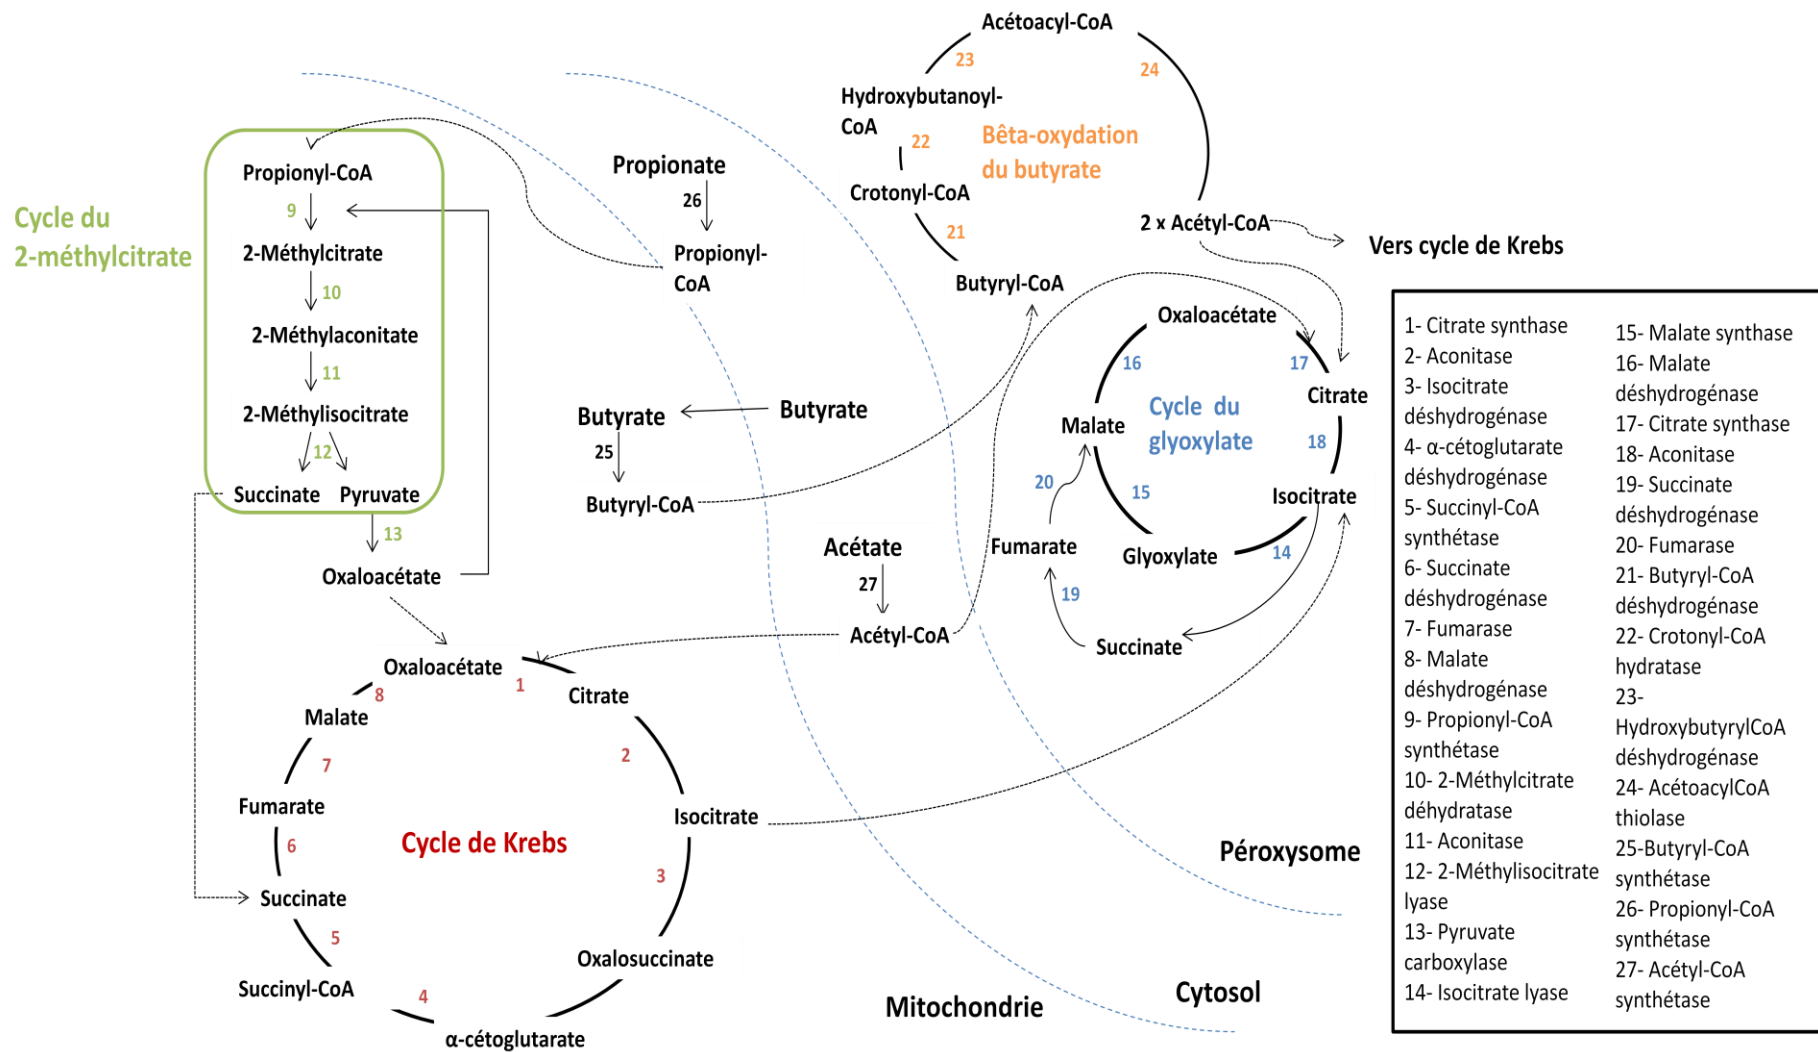 Acétoacyl-CoA
23
24
Hydroxybutanoyl-
CoA
22
Bêta-oxydation
du butyrate
Crotonyl-CoA
21
Butyryl-CoA
2 x Acétyl-CoA
Vers cycle de Krebs
Cycle du
2-méthylcitrate
Propionyl-CoA
9
2-Méthylcitrate
10
2-Méthylaconitate
11
2-Méthylisocitrate
12
Succinate
Pyruvate
13
Oxaloacétate
Propionate
26
Propionyl-
CoA
Butyrate
Butyrate
25
Butyryl-CoA
Acétate
27
Acétyl-CoA
Oxaloacétate
16
17
Citrate
Cycle du
glyoxylate
Malate
18
20
15
Isocitrate
Fumarate
Glyoxylate
14
19
Succinate
Oxaloacétate
1
8
Citrate
Malate
2
7
Fumarate
Isocitrate
Cycle de Krebs
6
3
Succinate
5
Oxalosuccinate
Succinyl-CoA
4
α-cétoglutarate
Mitochondrie
Cytosol
Péroxysome
1- Citrate synthase
2- Aconitase
3- Isocitrate
déshydrogénase
4- α-cétoglutarate
déshydrogénase
5- Succinyl-CoA
synthétase
6- Succinate
déshydrogénase
7- Fumarase
8- Malate
déshydrogénase
9- Propionyl-CoA
synthétase
10- 2-Méthylcitrate
déhydratase
11- Aconitase
12- 2-Méthylisocitrate
lyase
13- Pyruvate
carboxylase
14- Isocitrate lyase
15- Malate synthase
16- Malate
déshydrogénase
17- Citrate synthase
18- Aconitase
19- Succinate
déshydrogénase
20- Fumarase
21- Butyryl-CoA
déshydrogénase
22- Crotonyl-CoA
hydratase
23-
HydroxybutyrylCoA
déshydrogénase
24- AcétoacylCoA
thiolase
25-Butyryl-CoA
synthétase
26- Propionyl-CoA
synthétase
27- Acétyl-CoA
synthétase